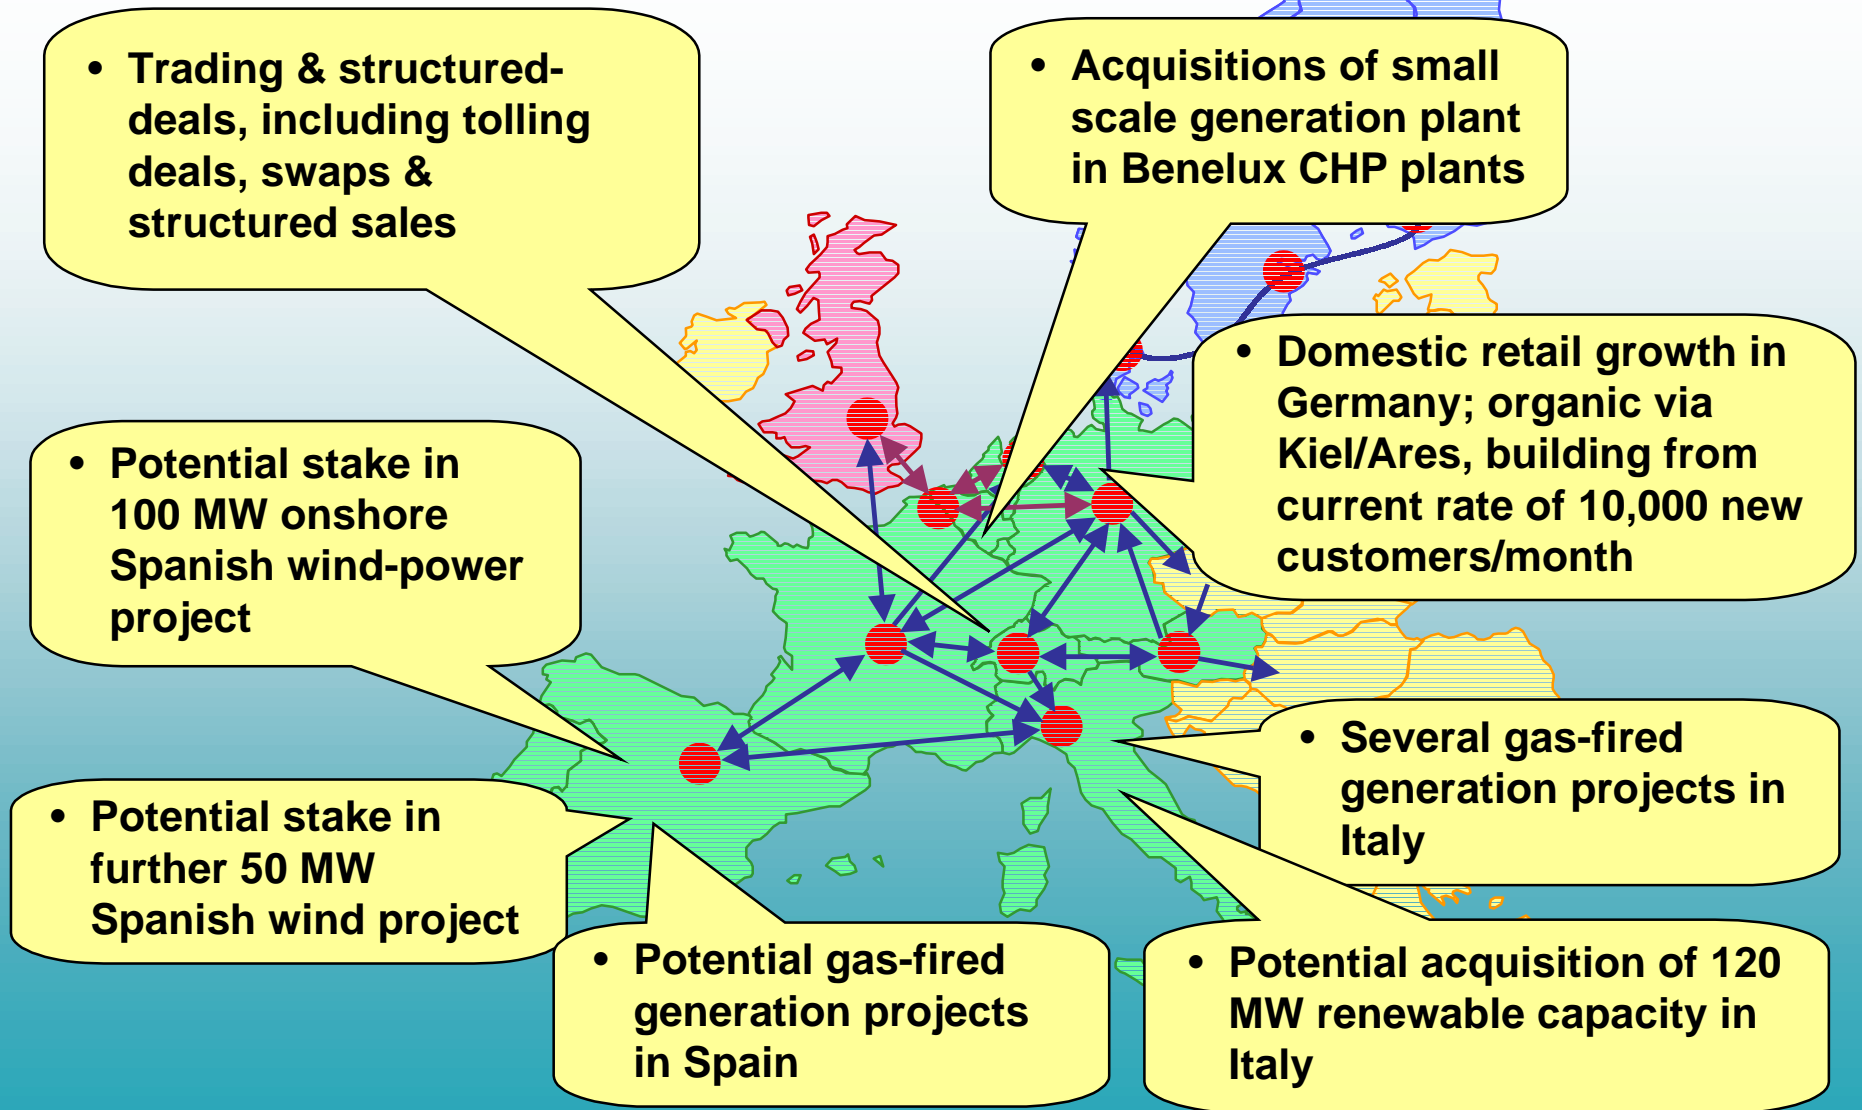 • Trading & structured-
deals, including tolling
deals, swaps &
structured sales
• Acquisitions of small
scale generation plant
in Benelux CHP plants
• Domestic retail growth in
Germany; organic via
Kiel/Ares, building from
current rate of 10,000 new
customers/month
• Potential stake in
100 MW onshore
Spanish wind-power
project
• Several gas-fired
generation projects in
Italy
• Potential stake in
further 50 MW
Spanish wind project
• Potential gas-fired
generation projects
in Spain
• Potential acquisition of 120
MW renewable capacity in
Italy